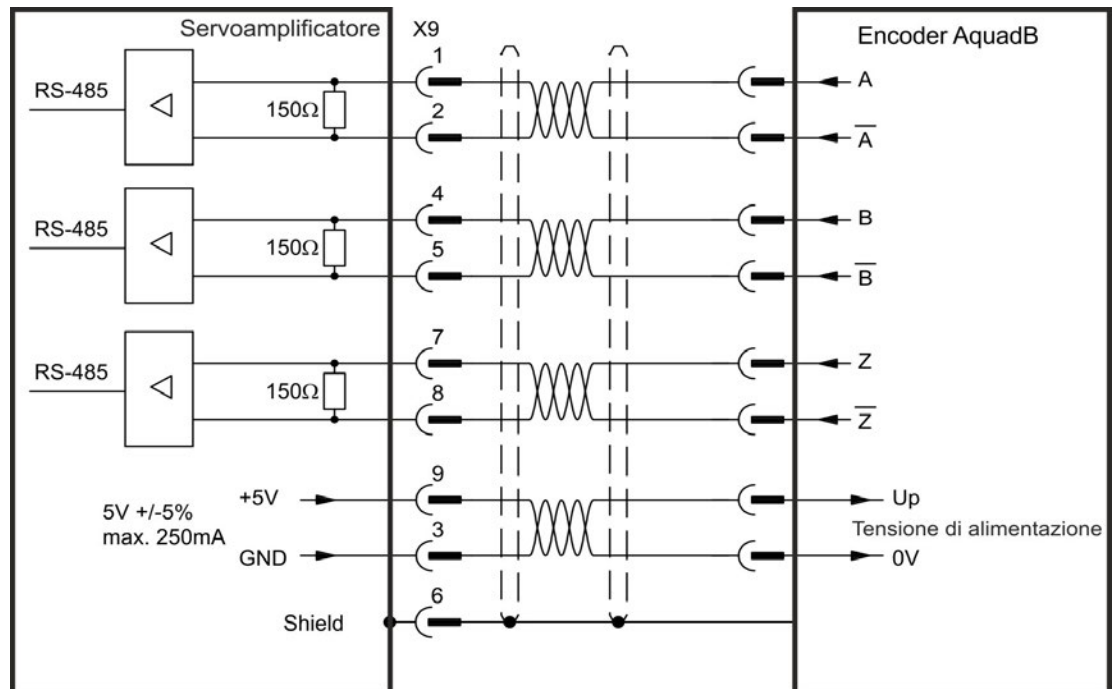 Servoamplificatore
X9
Encoder AquadB
1
A
RS-485
150Ω
2
A̅
4
B
RS-485
150Ω
5
B̅
7
Z
RS-485
150Ω
8
Z̅
9
+5V
Up
5V +/-5%
max. 250mA
Tensione di alimentazione
3
GND
0V
6
Shield